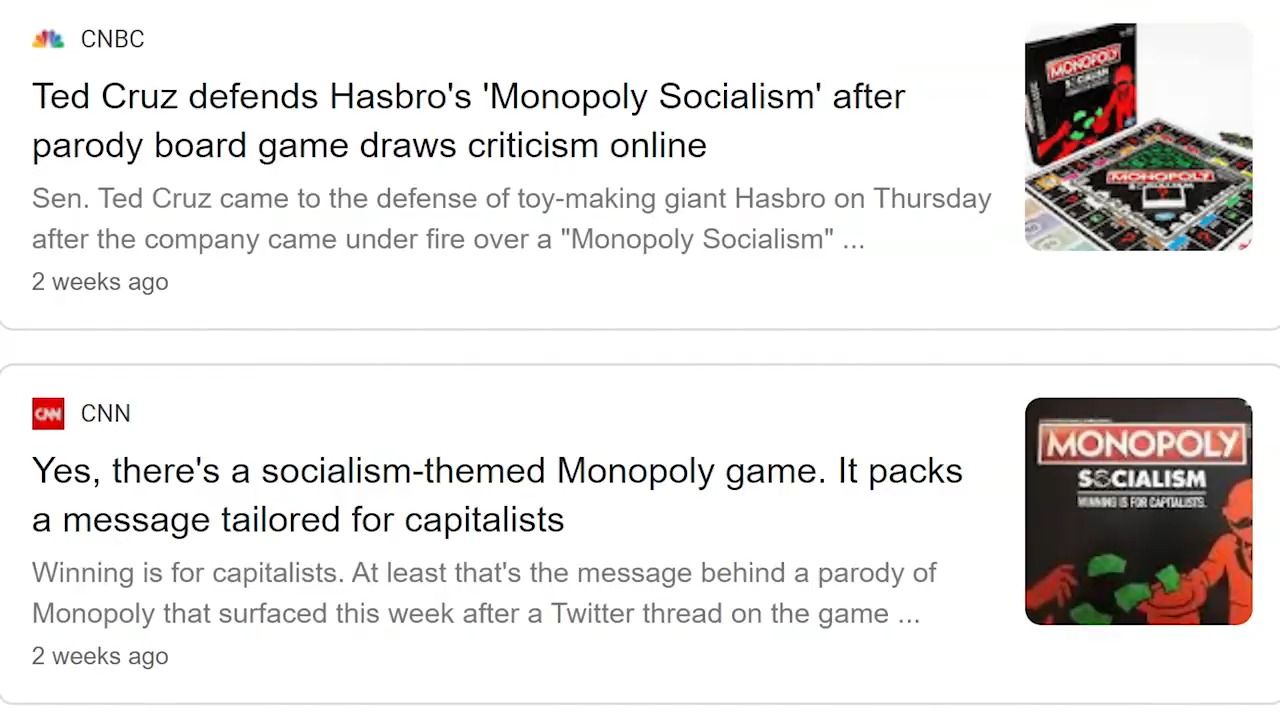 CNBC
Ted Cruz defends Hasbro's 'Monopoly Socialism' after
parody board game draws criticism online
Sen. Ted Cruz came to the defense of toy-making giant Hasbro on Thursday
after the company came under fire over a "Monopoly Socialism" ...
2 weeks ago
MONOPOLY
SOCIALISM
MONOPOLY
CNN
CNN
Yes, there's a socialism-themed Monopoly game. It packs
a message tailored for capitalists
Winning is for capitalists. At least that's the message behind a parody of
Monopoly that surfaced this week after a Twitter thread on the game ...
2 weeks ago
MONOPOLY
SOCIALISM
WINNING IS FOR CAPITALISTS.